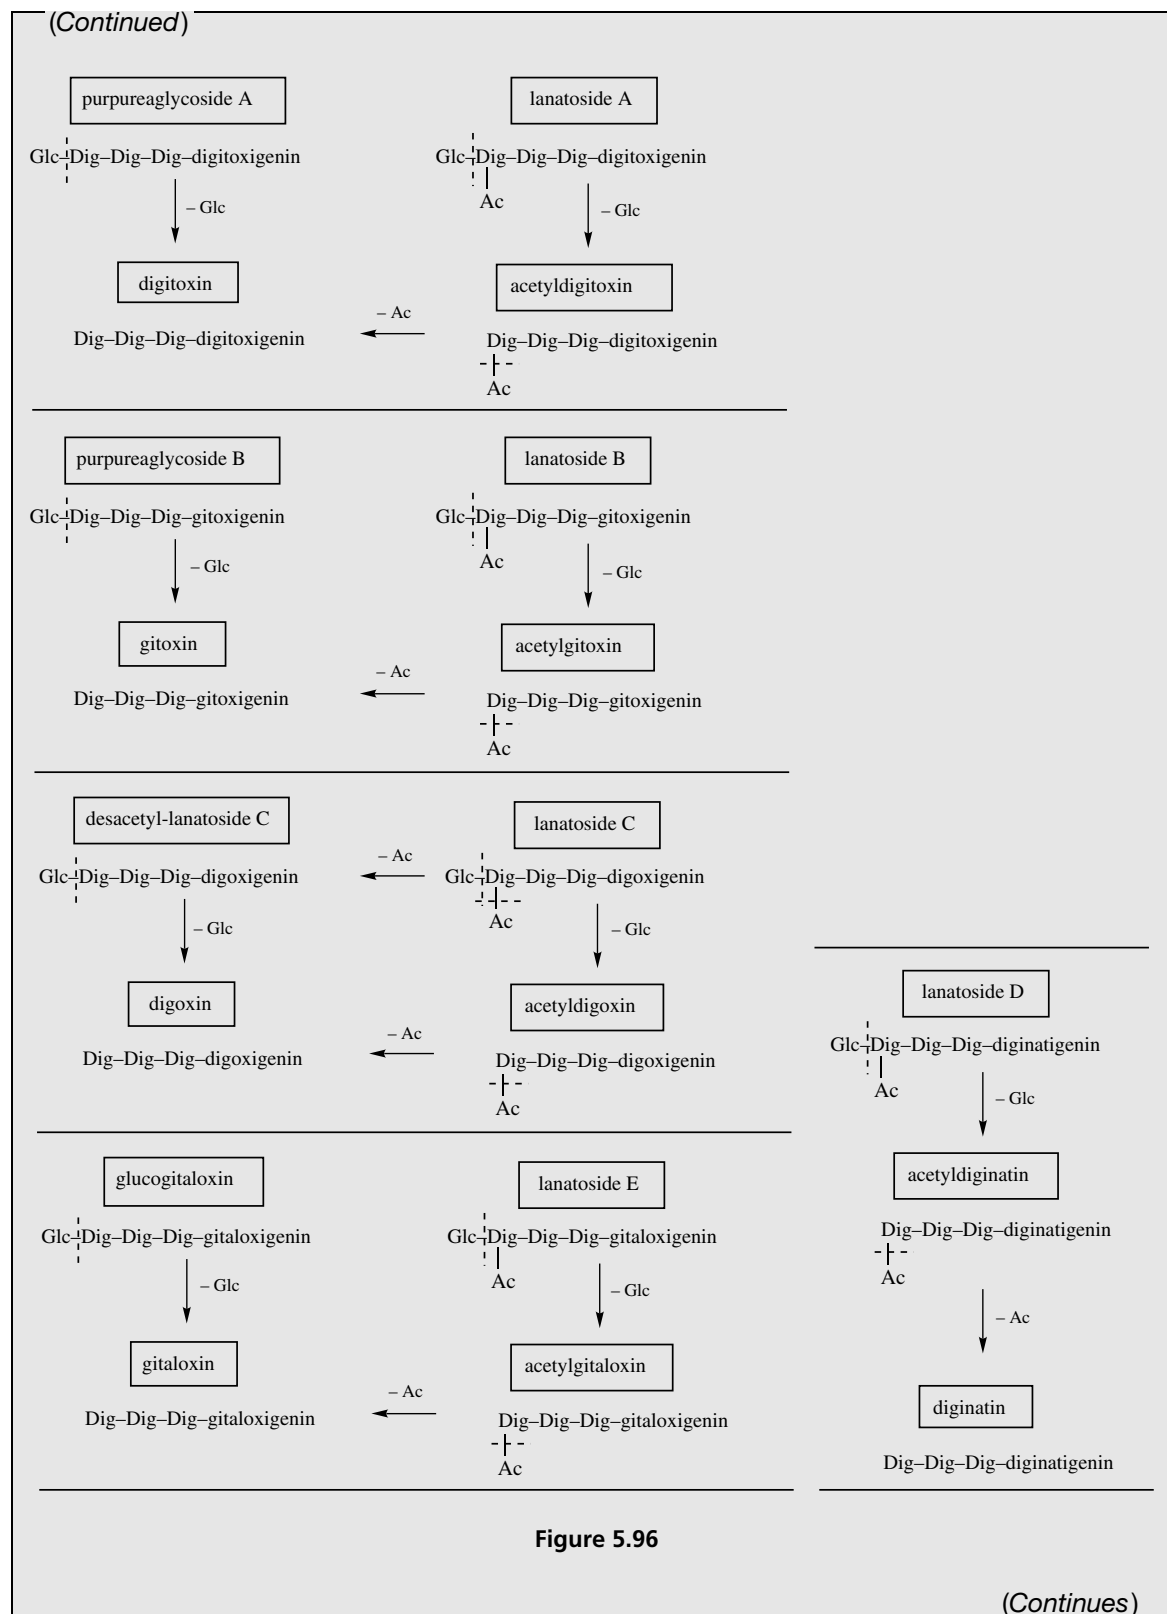 (Continued)
purpureaglycoside A
lanatoside A
Glc–Dig–Dig–Dig–digitoxigenin
Glc–Dig–Dig–Dig–digitoxigenin
Ac
– Glc
– Glc
digitoxin
acetyldigitoxin
– Ac
Dig–Dig–Dig–digitoxigenin
Dig–Dig–Dig–digitoxigenin
Ac
purpureaglycoside B
lanatoside B
Glc–Dig–Dig–Dig–gitoxigenin
Glc–Dig–Dig–Dig–gitoxigenin
Ac
– Glc
– Glc
gitoxin
acetylgitoxin
– Ac
Dig–Dig–Dig–gitoxigenin
Dig–Dig–Dig–gitoxigenin
Ac
desacetyl-lanatoside C
lanatoside C
– Ac
Glc–Dig–Dig–Dig–digoxigenin
Glc–Dig–Dig–Dig–digoxigenin
Ac
– Glc
– Glc
digoxin
acetyldigoxin
– Ac
Dig–Dig–Dig–digoxigenin
Dig–Dig–Dig–digoxigenin
Ac
glucogitaloxin
lanatoside E
Glc–Dig–Dig–Dig–gitaloxigenin
Glc–Dig–Dig–Dig–gitaloxigenin
Ac
– Glc
– Glc
gitaloxin
acetylgitaloxin
– Ac
Dig–Dig–Dig–gitaloxigenin
Dig–Dig–Dig–gitaloxigenin
Ac
lanatoside D
Glc–Dig–Dig–Dig–diginatigenin
Ac
– Glc
acetyldiginatin
Dig–Dig–Dig–diginatigenin
Ac
– Ac
diginatin
Dig–Dig–Dig–diginatigenin
Figure 5.96
(Continues)